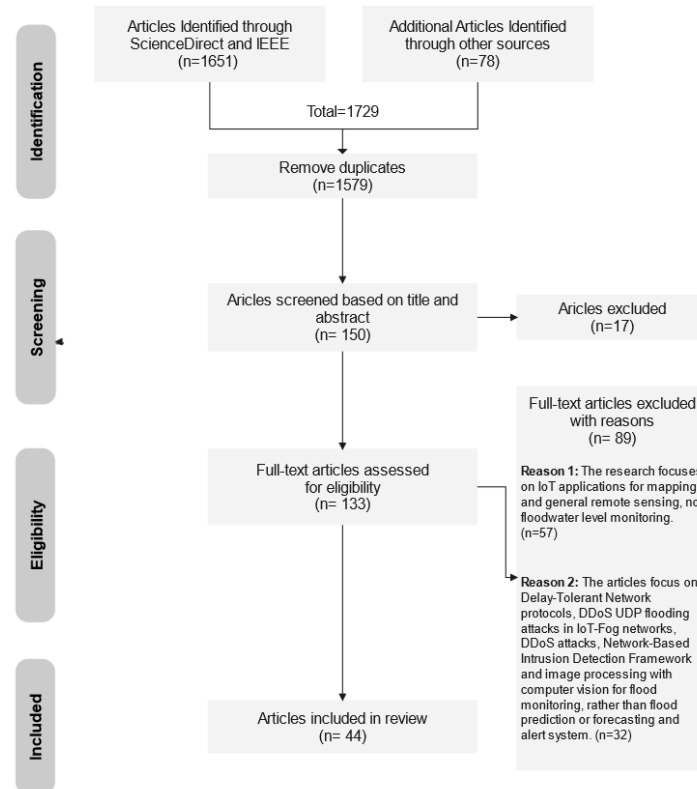 Identification
Articles Identified through
ScienceDirect and IEEE
(n=1651)
Additional Articles Identified
through other sources
(n=78)
Total=1729
Remove duplicates
(n=1579)
Screening
Aricles screened based on title and
abstract
(n= 150)
Aricles excluded
(n=17)
Eligibility
Full-text articles assessed
for eligibility
(n= 133)
Full-text articles excluded
with reasons
(n= 89)
Reason 1: The research focuses
on IoT applications for mapping
and general remote sensing, no
floodwater level monitoring.
(n=57)
Reason 2: The articles focus on
Delay-Tolerant Network
protocols, DDoS UDP flooding
attacks in IoT-Fog networks,
DDoS attacks, Network-Based
Intrusion Detection Framework
and image processing with
computer vision for flood
monitoring, rather than flood
prediction or forecasting and
alert system. (n=32)
Included
Articles included in review
(n= 44)